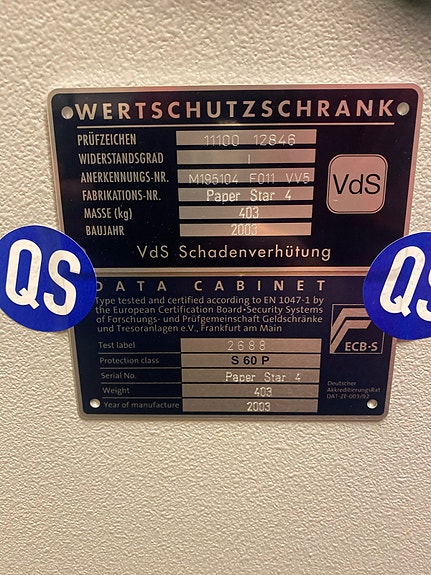 WERTSCHUTZSCHRANK
PRÜFZEICHEN 11100 12846
WIDERSTANDSGRAD I
ANERKENNUNGS-NR. M195104 E011 VV5
FABRIKATIONS-NR. Paper Star 4
MASSE (kg) 403
BAUJAHR 2003
VdS
VdS Schadenverhütung
QS
QS
DATA CABINET
Type tested and certified according to EN 1047-1 by
the European Certification Board•Security Systems
of Forschungs- und Prüfgemeinschaft Geldschränke
und Tresoranlagen e.V., Frankfurt am Main
ECB•S
Test label 2688
Protection class S 60 P
Serial No. Paper Star 4
Weight 403
Year of manufacture 2003
Deutscher
Akkreditierungsrat
DAT-ZE-003/92